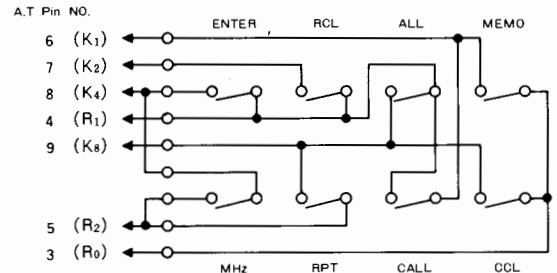 A.T Pin NO.
ENTER RCL ALL MEMO
6 (K1)
7 (K2)
8 (K4)
4 (R1)
9 (K8)
5 (R2)
3 (R0)
MHz RPT CALL CCL